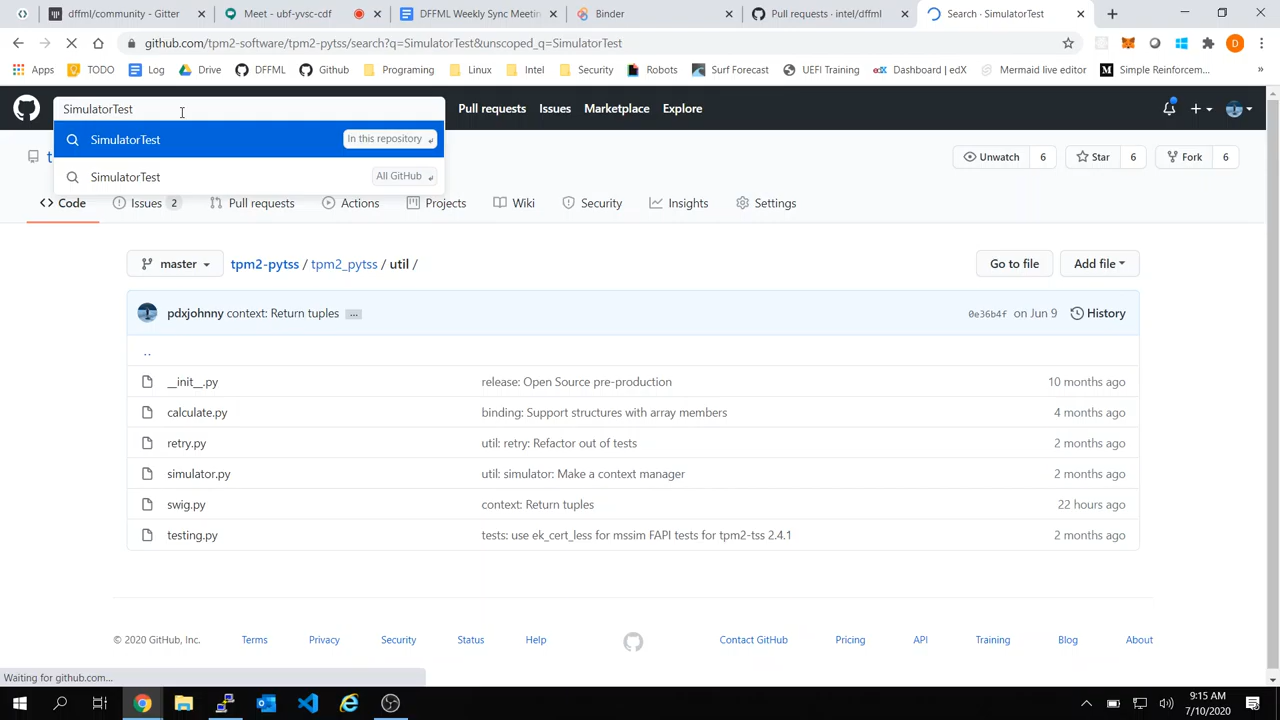 dffml/community - Gitter
Meet - ubf-yvsc-cdf
DFFML Weekly Sync Meetin
Binder
Pull requests · intel/dffml
Search · SimulatorTest
github.com/tpm2-software/tpm2-pytss/search?q=SimulatorTest&unscoped_q=SimulatorTest
D
Apps
TODO
Log
Drive
DFFML
Github
Programing
Linux
Intel
Security
Robots
Surf Forecast
UEFI Training
Dashboard | edX
Mermaid live editor
Simple Reinforcem...
»
SimulatorTest
Pull requests
Issues
Marketplace
Explore
SimulatorTest
In this repository
SimulatorTest
All GitHub
t
Unwatch 6
Star 6
Fork 6
Code
Issues 2
Pull requests
Actions
Projects
Wiki
Security
Insights
Settings
master
tpm2-pytss / tpm2_pytss / util /
Go to file
Add file
pdxjohnny context: Return tuples ...
0e36b4f on Jun 9
History
..
__init__.py release: Open Source pre-production 10 months ago
calculate.py binding: Support structures with array members 4 months ago
retry.py util: retry: Refactor out of tests 2 months ago
simulator.py util: simulator: Make a context manager 2 months ago
swig.py context: Return tuples 22 hours ago
testing.py tests: use ek_cert_less for mssim FAPI tests for tpm2-tss 2.4.1 2 months ago
© 2020 GitHub, Inc.
Terms
Privacy
Security
Status
Help
Contact GitHub
Pricing
API
Training
Blog
About
Waiting for github.com...
9:15 AM
7/10/2020